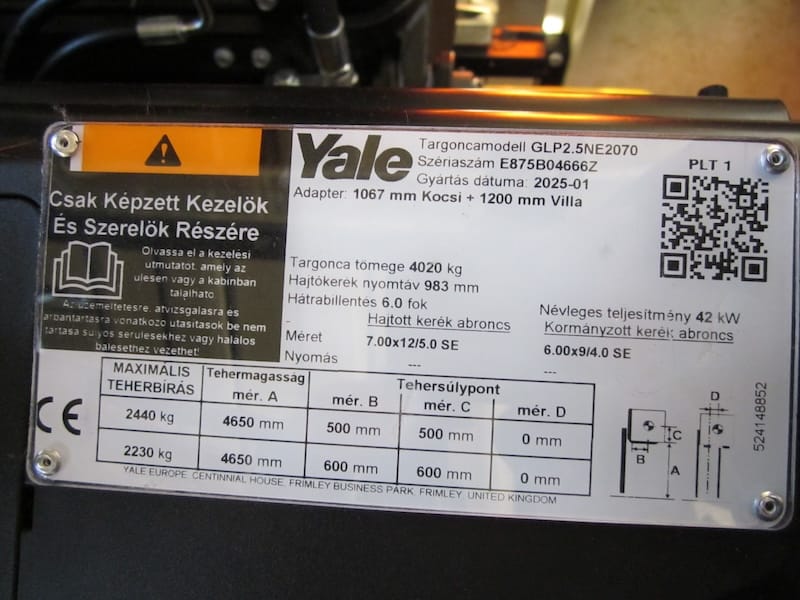 Yale
Targoncamodell GLP2.5NE2070
Szériaszám E875B04666Z
Gyártás dátuma: 2025-01
Adapter: 1067 mm Kocsi + 1200 mm Villa
PLT 1
Csak Képzett Kezelök
És Szerelök Részére
Olvassa el a kezelési
utmutatót, amely az
ulesen vagy a kabinban
található
Az üzemeltetésre, átvizsgálásra és
karbantartásra vonatkozó utasítások be nem
tartása súlyos sérülésekhez vagy halálos
balesethez vezethet!
Targonca tömege 4020 kg
Hajtókerék nyomtáv 983 mm
Hátrabillentés 6.0 fok
Névleges teljesítmény 42 kW
- Hajtott kerék abroncs Kormányzott kerék abroncs
Méret 7.00x12/5.0 SE 6.00x9/4.0 SE
Nyomás --- ---
MAXIMÁLIS TEHERBÍRÁS Tehermagasság Tehersúlypont
mér. A mér. B mér. C mér. D
2440 kg 4650 mm 500 mm 500 mm 0 mm
2230 kg 4650 mm 600 mm 600 mm 0 mm
CE
YALE EUROPE, CENTINNIAL HOUSE, FRIMLEY BUSINESS PARK, FRIMLEY, UNITED KINGDOM
B C A D
524148852